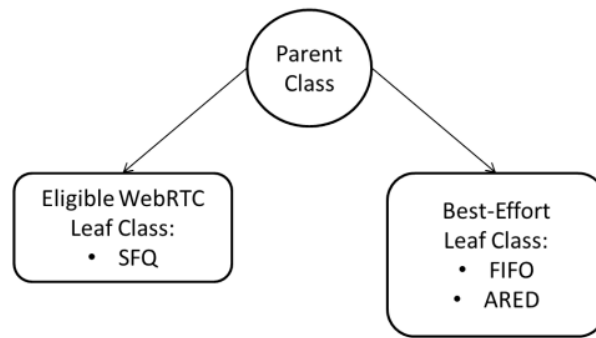 Parent
Class
Eligible WebRTC
Leaf Class:
• SFQ
Best-Effort
Leaf Class:
• FIFO
• ARED